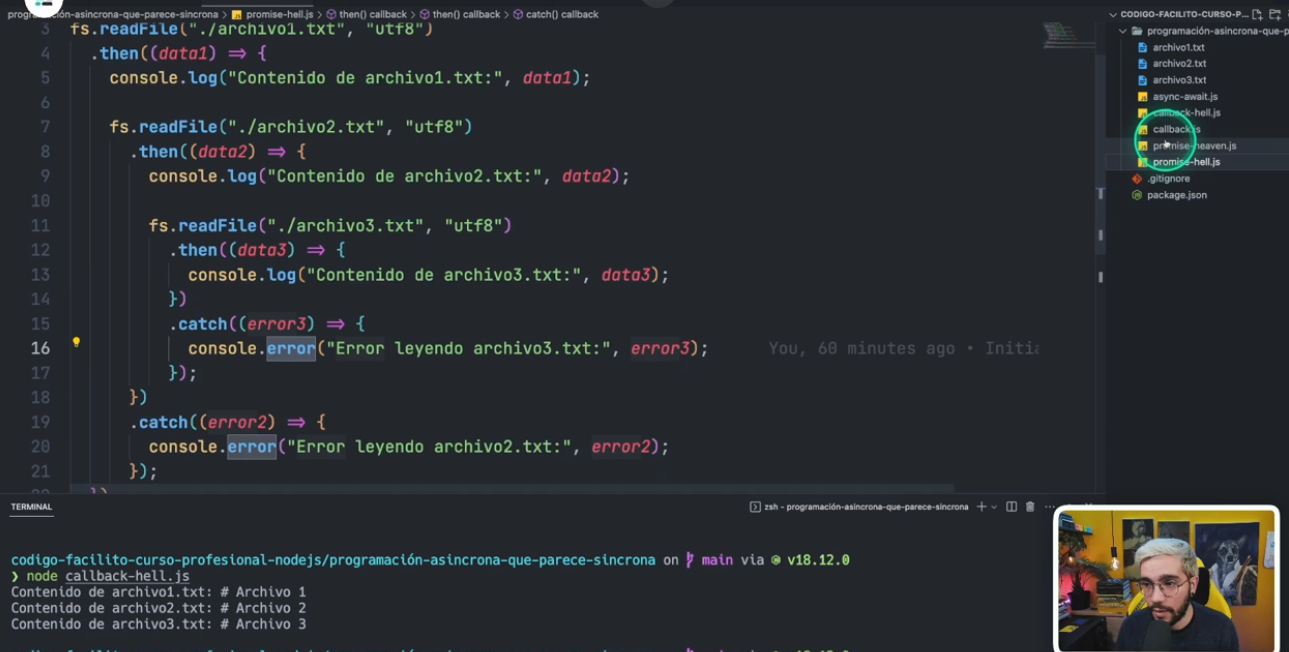 programación-asincrona-que-parece-sincrona > promise-hell.js > then() callback > then() callback > catch() callback
3 fs.readFile("./archivo1.txt", "utf8")
4 .then((data1) => {
5 console.log("Contenido de archivo1.txt:", data1);
6
7 fs.readFile("./archivo2.txt", "utf8")
8 .then((data2) => {
9 console.log("Contenido de archivo2.txt:", data2);
10
11 fs.readFile("./archivo3.txt", "utf8")
12 .then((data3) => {
13 console.log("Contenido de archivo3.txt:", data3);
14 })
15 .catch((error3) => {
16 console.error("Error leyendo archivo3.txt:", error3); You, 60 minutes ago • Initia
17 });
18 })
19 .catch((error2) => {
20 console.error("Error leyendo archivo2.txt:", error2);
21 });
CODIGO-FACILITO-CURSO-P...
programación-asincrona-que-p
archivo1.txt
archivo2.txt
archivo3.txt
async-await.js
callback-hell.js
callback.js
promise-heaven.js
promise-hell.js
.gitignore
package.json
TERMINAL
zsh - programación-asincrona-que-parece-sincrona
codigo-facilito-curso-profesional-nodejs/programación-asincrona-que-parece-sincrona on main via v18.12.0
❯ node callback-hell.js
Contenido de archivo1.txt: # Archivo 1
Contenido de archivo2.txt: # Archivo 2
Contenido de archivo3.txt: # Archivo 3